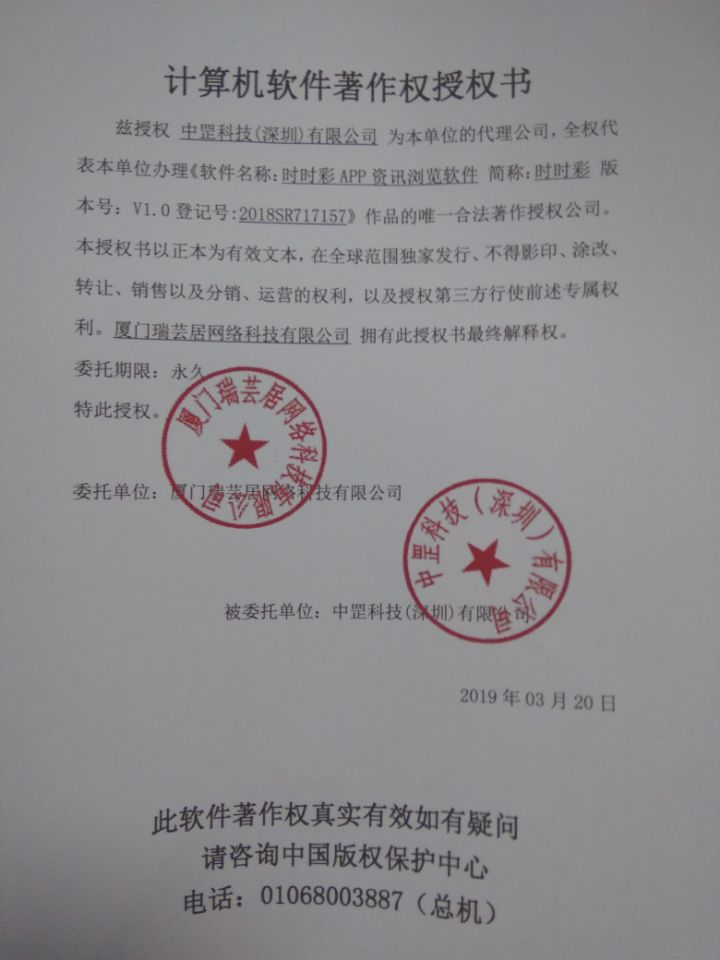 计算机软件著作权授权书
兹授权 中罡科技(深圳)有限公司 为本单位的代理公司,全权代
表本单位办理《软件名称:时时彩APP资讯浏览软件 简称:时时彩 版
本号: V1.0 登记号:2018SR717157》作品的唯一合法著作授权公司。
本授权书以正本为有效文本,在全球范围独家发行、不得影印、涂改、
转让、销售以及分销、运营的权利,以及授权第三方行使前述专属权
利。厦门瑞芸居网络科技有限公司 拥有此授权书最终解释权。
委托期限: 永久
特此授权。
厦门瑞芸居网络科技有限公司
委托单位: 厦门瑞芸居网络科技有限公司
中罡科技(深圳)有限公司
被委托单位: 中罡科技(深圳)有限公司
2019年03月20日
此软件著作权真实有效如有疑问
请咨询中国版权保护中心
电话: 01068003887(总机)